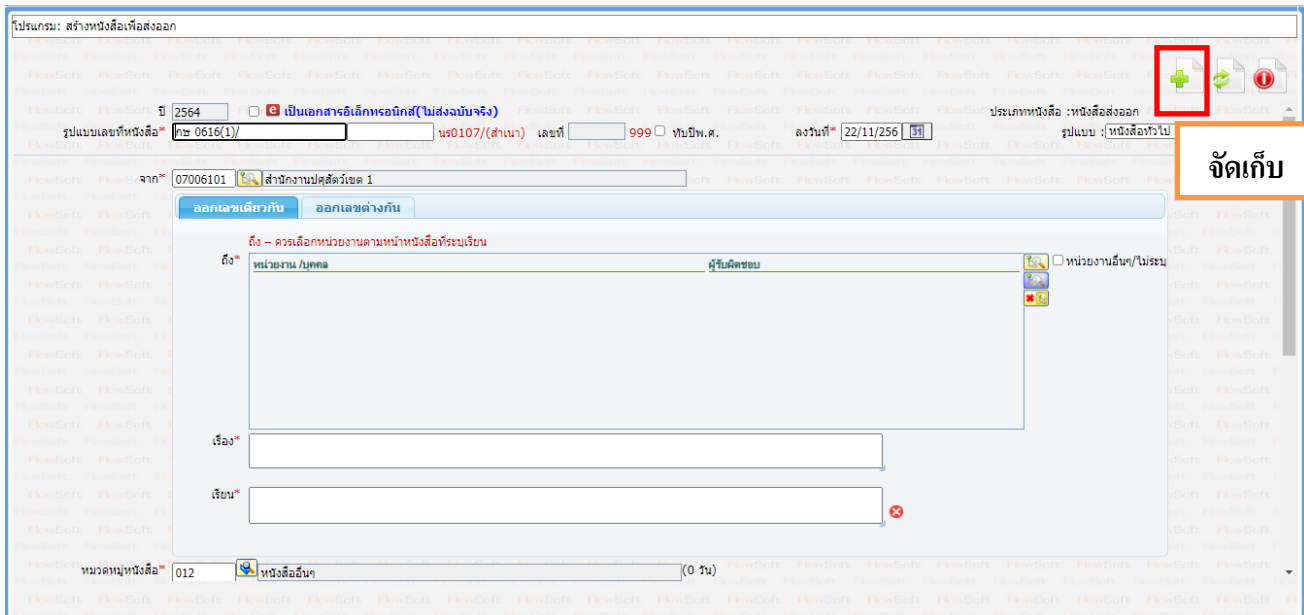 โปรแกรม: สร้างหนังสือเพื่อส่งออก
ปี 2564 e เป็นเอกสารอิเล็กทรอนิกส์(ไม่ส่งฉบับจริง) ประเภทหนังสือ :หนังสือส่งออก
รูปแบบเลขที่หนังสือ* กษ 0616(1)/ นร0107/(สำเนา) เลขที่ 999 ทับปีพ.ศ. ลงวันที่* 22/11/256 31 รูปแบบ : หนังสือทั่วไป
จัดเก็บ
จาก* 07006101 สำนักงานปศุสัตว์เขต 1
ออกเลขเดียวกัน ออกเลขต่างกัน
ถึง – ควรเลือกหน่วยงานตามหน้าหนังสือที่ระบุเรียน
ถึง* หน่วยงาน /บุคคล ผู้รับผิดชอบ หน่วยงานอื่นๆ/ไม่ระบุ
เรื่อง*
เรียน*
หมวดหมู่หนังสือ* 012 หนังสืออื่นๆ (0 วัน)
FlowSoft